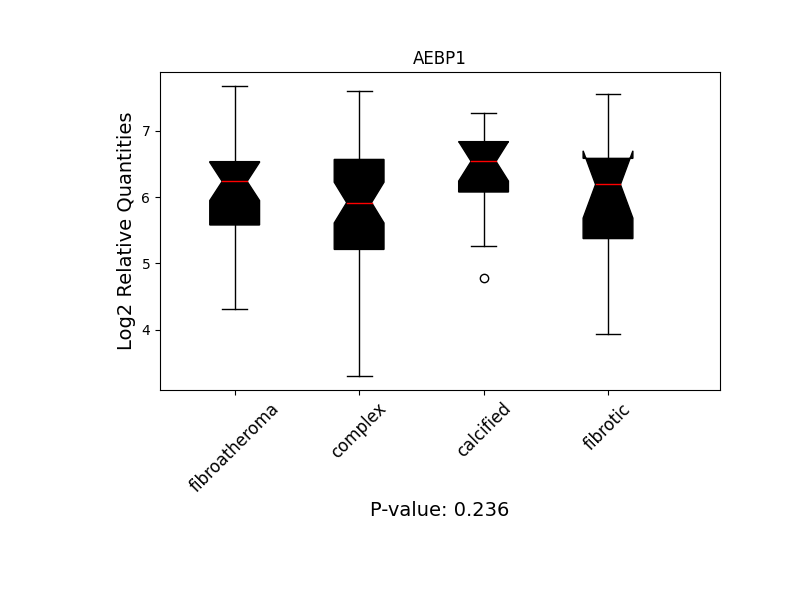 AEBP1
Log2 Relative Quantities
7
6
5
4
fibroatheroma
complex
calcified
fibrotic
P-value: 0.236